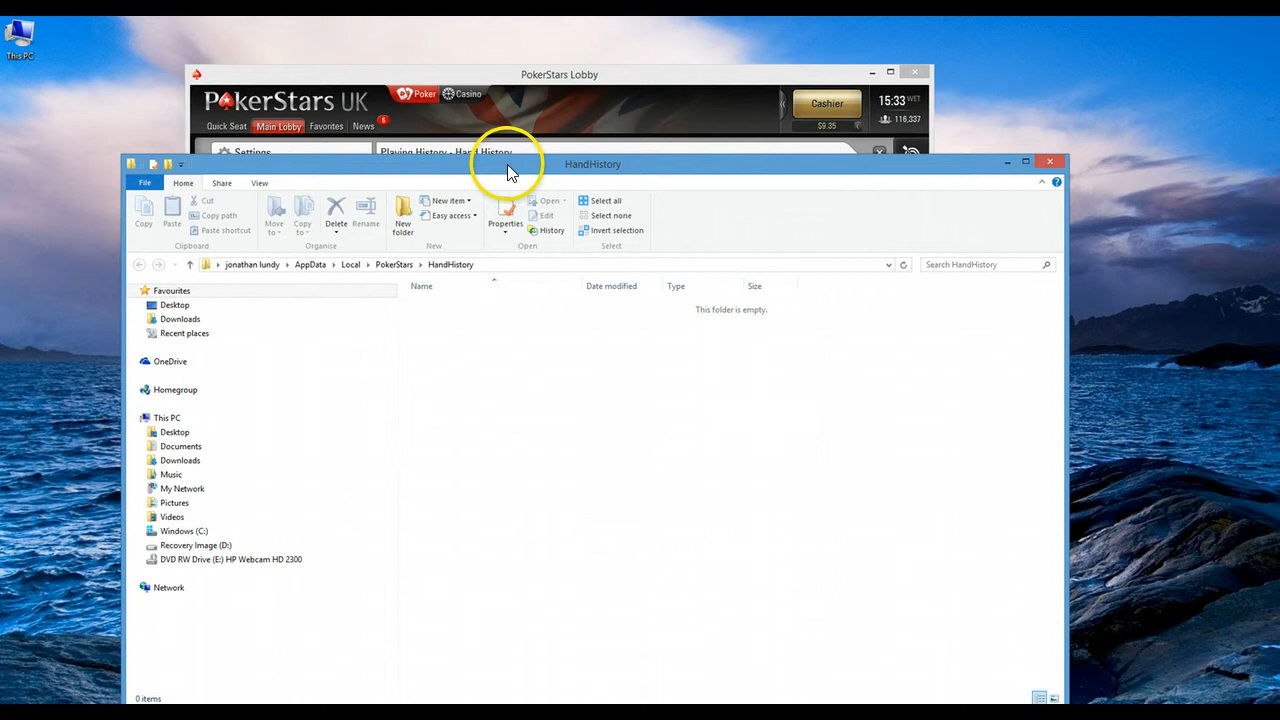 This PC
PokerStars Lobby
PokerStars UK
Poker
Casino
Cashier
$9.35
15:33 WET
116,337
Quick Seat
Main Lobby
Favorites
News
6
Settings
Playing History - Hand History
HandHistory
File
Home
Share
View
Copy
Paste
Cut
Copy path
Paste shortcut
Clipboard
Move to
Copy to
Delete
Rename
Organise
New folder
New item
Easy access
New
Properties
Open
Edit
History
Open
Select all
Select none
Invert selection
Select
jonathan lundy
AppData
Local
PokerStars
HandHistory
Search HandHistory
Name
Date modified
Type
Size
This folder is empty.
Favourites
Desktop
Downloads
Recent places
OneDrive
Homegroup
This PC
Desktop
Documents
Downloads
Music
My Network
Pictures
Videos
Windows (C:)
Recovery Image (D:)
DVD RW Drive (E:) HP Webcam HD 2300
Network
0 items